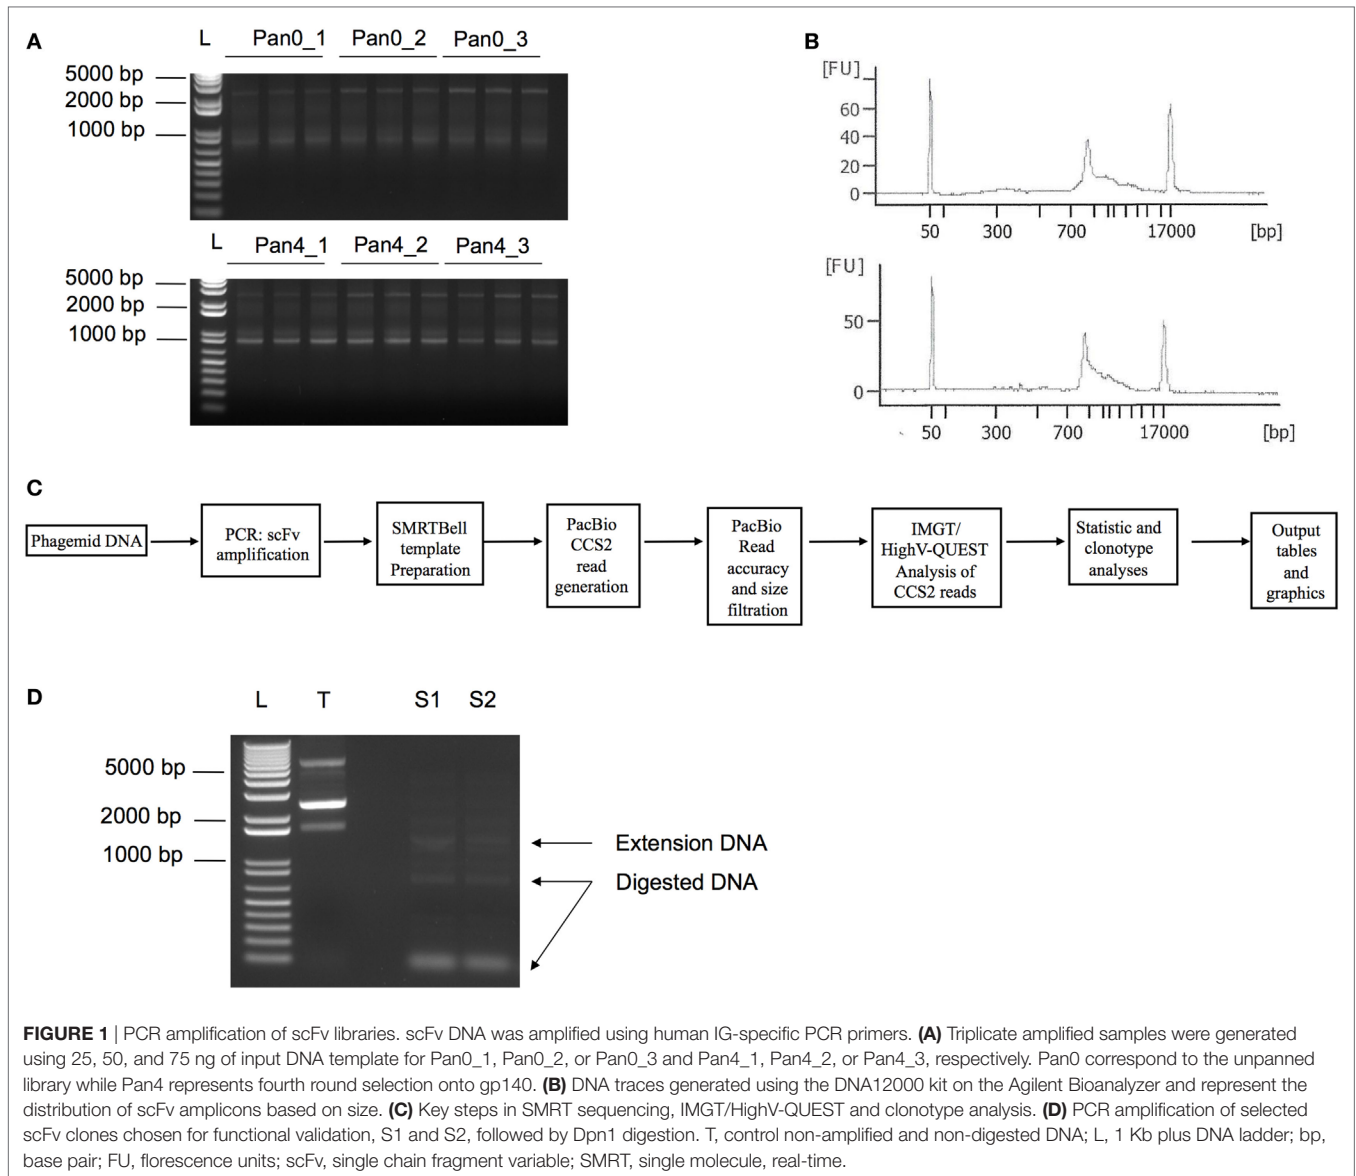 A
L Pan0_1 Pan0_2 Pan0_3
5000 bp
2000 bp
1000 bp
L Pan4_1 Pan4_2 Pan4_3
5000 bp
2000 bp
1000 bp
B
[FU]
60
40
20
0
50 300 700 17000 [bp]
[FU]
50
0
50 300 700 17000 [bp]
C
Phagemid DNA
PCR: scFv
amplification
SMRTBell
template
Preparation
PacBio
CCS2
read
generation
PacBio
Read
accuracy
and size
filtration
IMGT/
HighV-QUEST
Analysis of
CCS2 reads
Statistic and
clonotype
analyses
Output
tables
and
graphics
D
L T S1 S2
5000 bp
2000 bp
1000 bp
Extension DNA
Digested DNA
FIGURE 1 | PCR amplification of scFv libraries. scFv DNA was amplified using human IG-specific PCR primers. (A) Triplicate amplified samples were generated
using 25, 50, and 75 ng of input DNA template for Pan0_1, Pan0_2, or Pan0_3 and Pan4_1, Pan4_2, or Pan4_3, respectively. Pan0 correspond to the unpanned
library while Pan4 represents fourth round selection onto gp140. (B) DNA traces generated using the DNA12000 kit on the Agilent Bioanalyzer and represent the
distribution of scFv amplicons based on size. (C) Key steps in SMRT sequencing, IMGT/HighV-QUEST and clonotype analysis. (D) PCR amplification of selected
scFv clones chosen for functional validation, S1 and S2, followed by Dpn1 digestion. T, control non-amplified and non-digested DNA; L, 1 Kb plus DNA ladder; bp,
base pair; FU, florescence units; scFv, single chain fragment variable; SMRT, single molecule, real-time.